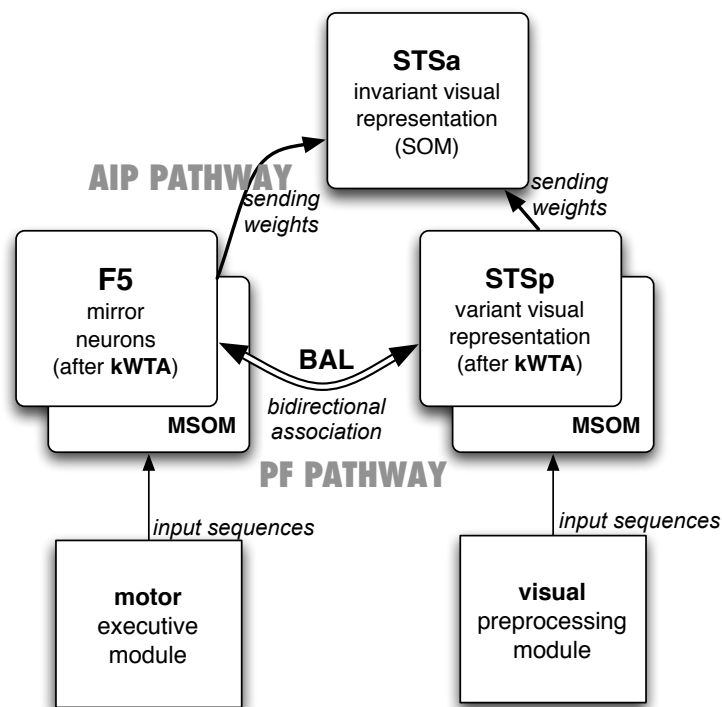 STSa
invariant visual
representation
(SOM)
AIP PATHWAY
sending
weights
sending
weights
F5
mirror
neurons
(after kWTA)
MSOM
STSp
variant visual
representation
(after kWTA)
MSOM
BAL
bidirectional
association
PF PATHWAY
input sequences
input sequences
motor
executive
module
visual
preprocessing
module